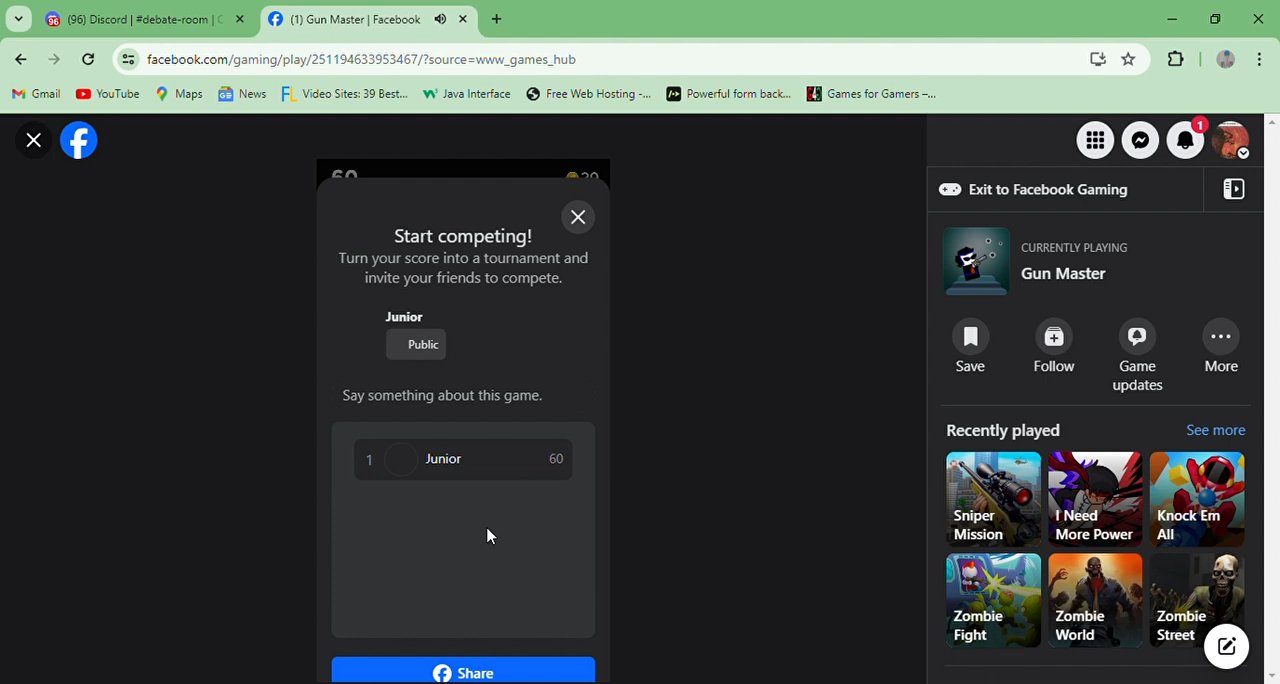 (96) Discord | #debate-room |
(1) Gun Master | Facebook
facebook.com/gaming/play/251194633953467/?source=www_games_hub
Gmail
YouTube
Maps
News
Video Sites: 39 Best...
Java Interface
Free Web Hosting -...
Powerful form back...
Games for Gamers –...
60
39
Start competing!
Turn your score into a tournament and
invite your friends to compete.
Junior
Public
Say something about this game.
1 Junior 60
Share
1
Exit to Facebook Gaming
CURRENTLY PLAYING
Gun Master
Save
Follow
Game
updates
More
Recently played
See more
Sniper
Mission
I Need
More Power
Knock Em
All
Zombie
Fight
Zombie
World
Zombie
Street